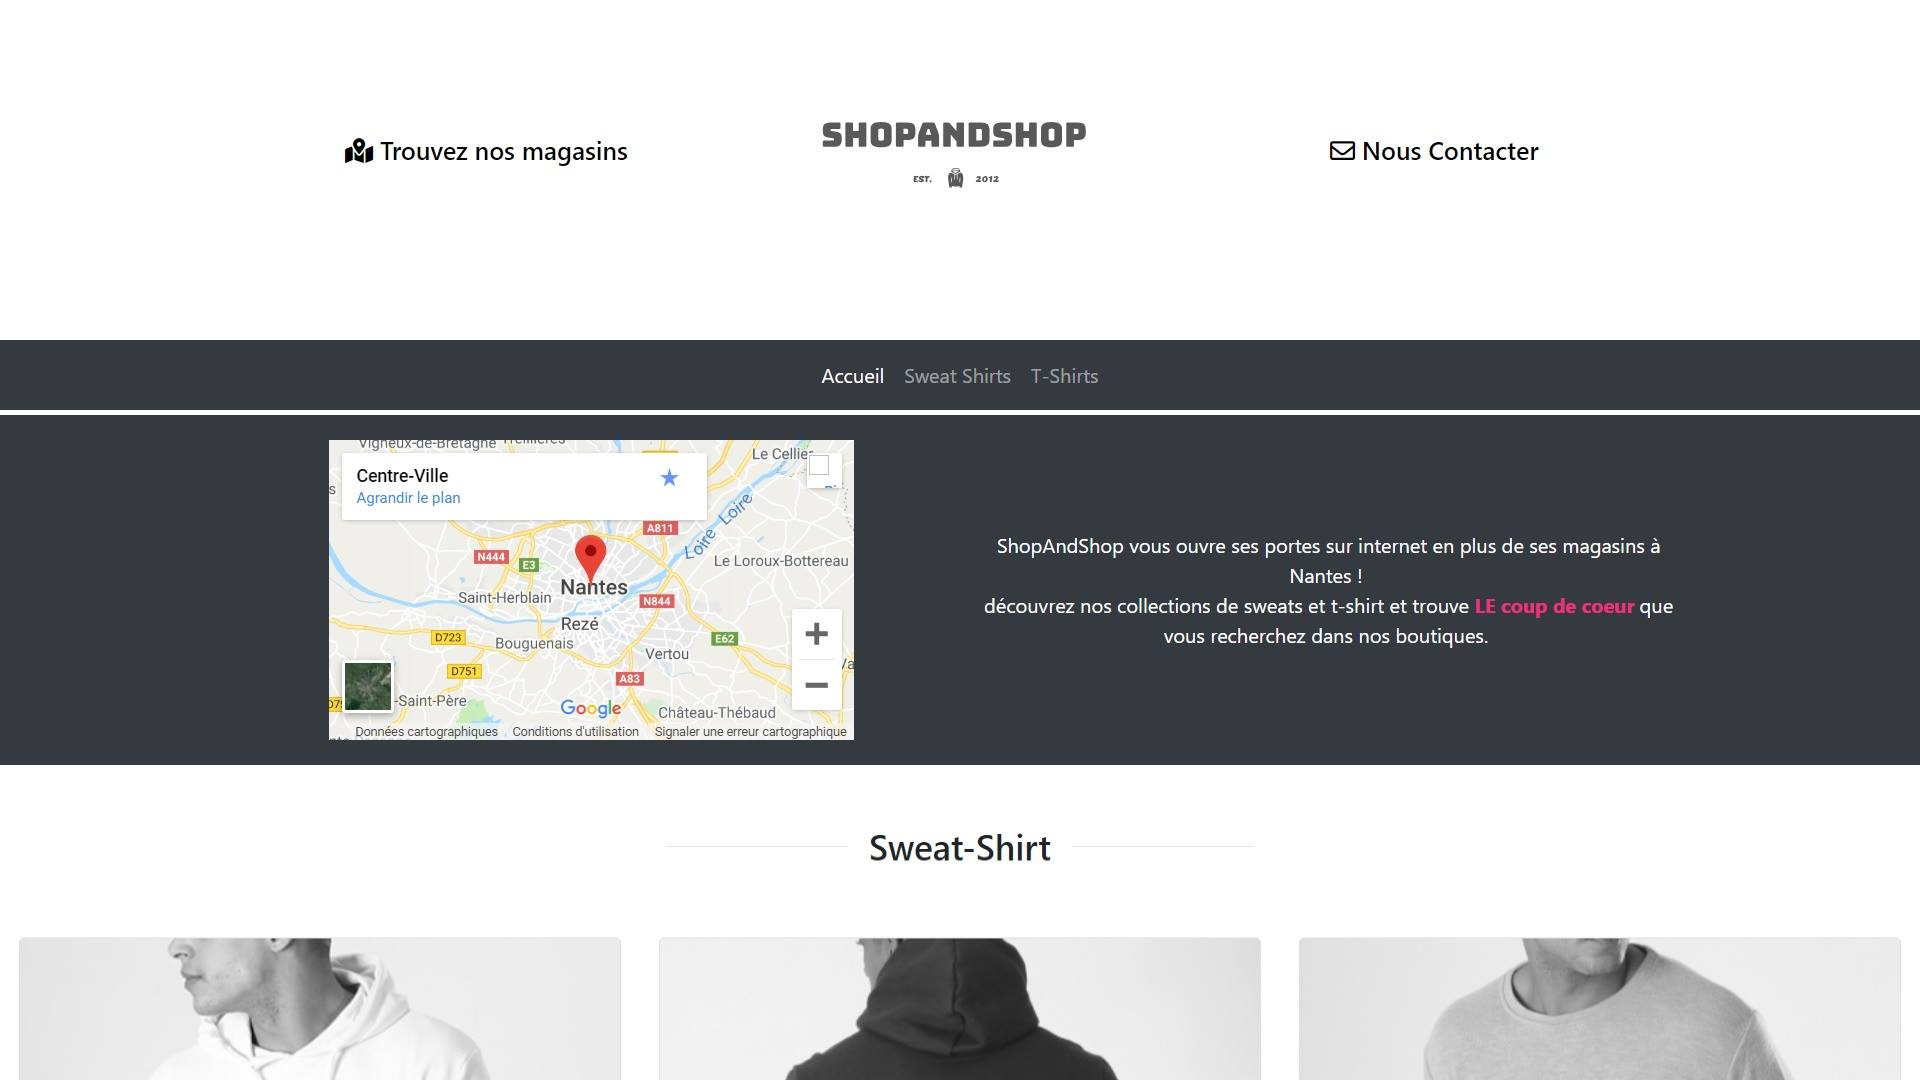 Trouvez nos magasins
SHOPANDSHOP
EST. 2012
Nous Contacter
Accueil Sweat Shirts T-Shirts
Vigneux-de-Bretagne Treillières
Le Cellier
Centre-Ville
Agrandir le plan
A811
Loire
Loire
N444
E3
Le Loroux-Bottereau
Nantes
Saint-Herblain
N844
Rezé
D723
Bouguenais
E62
Vertou
D751
A83
-Saint-Père
Google
Château-Thébaud
Données cartographiques Conditions d'utilisation Signaler une erreur cartographique
ShopAndShop vous ouvre ses portes sur internet en plus de ses magasins à
Nantes !
découvrez nos collections de sweats et t-shirt et trouve LE coup de coeur que
vous recherchez dans nos boutiques.
Sweat-Shirt